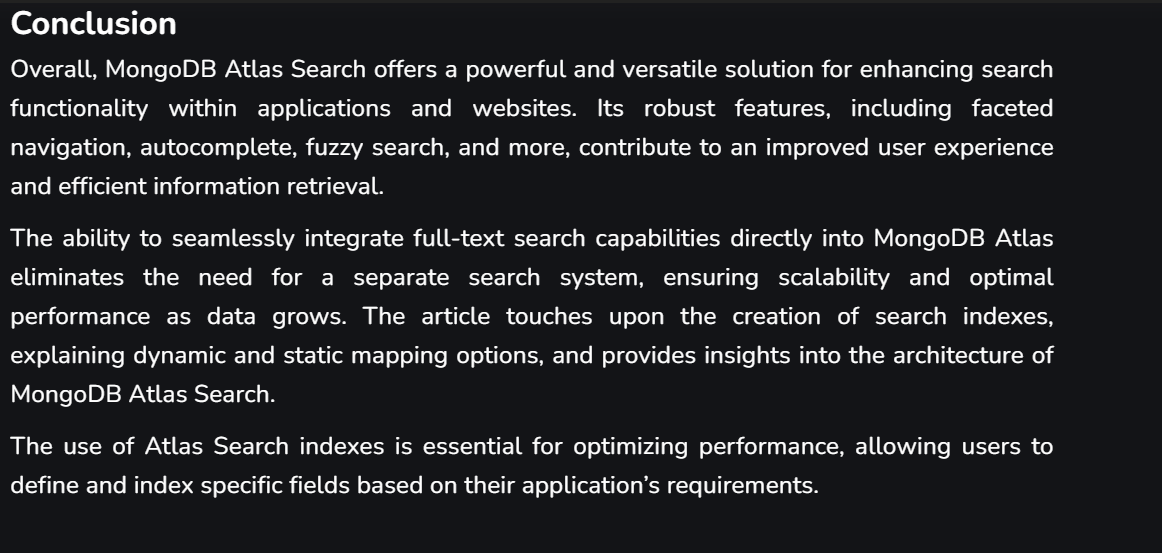 Conclusion
Overall, MongoDB Atlas Search offers a powerful and versatile solution for enhancing search
functionality within applications and websites. Its robust features, including faceted
navigation, autocomplete, fuzzy search, and more, contribute to an improved user experience
and efficient information retrieval.
The ability to seamlessly integrate full-text search capabilities directly into MongoDB Atlas
eliminates the need for a separate search system, ensuring scalability and optimal
performance as data grows. The article touches upon the creation of search indexes,
explaining dynamic and static mapping options, and provides insights into the architecture of
MongoDB Atlas Search.
The use of Atlas Search indexes is essential for optimizing performance, allowing users to
define and index specific fields based on their application’s requirements.